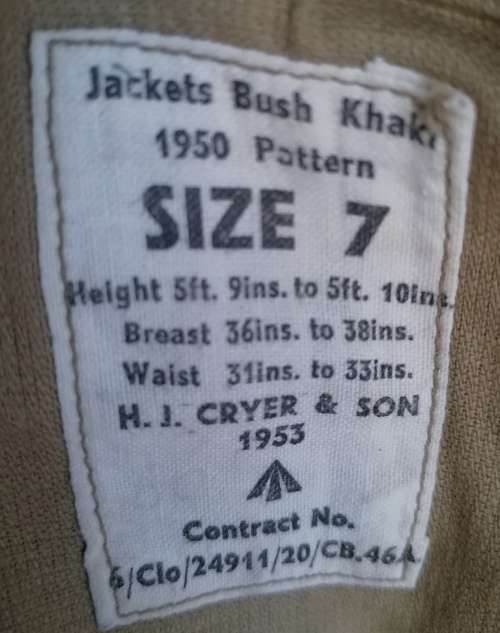 Jackets Bush Khaki
1950 Pattern
SIZE 7
Height 5ft. 9ins. to 5ft. 10ins.
Breast 36ins. to 38ins.
Waist 31ins. to 33ins.
H. J. CRYER & SON
1953
Contract No.
6/Clo/24911/20/CB.46A